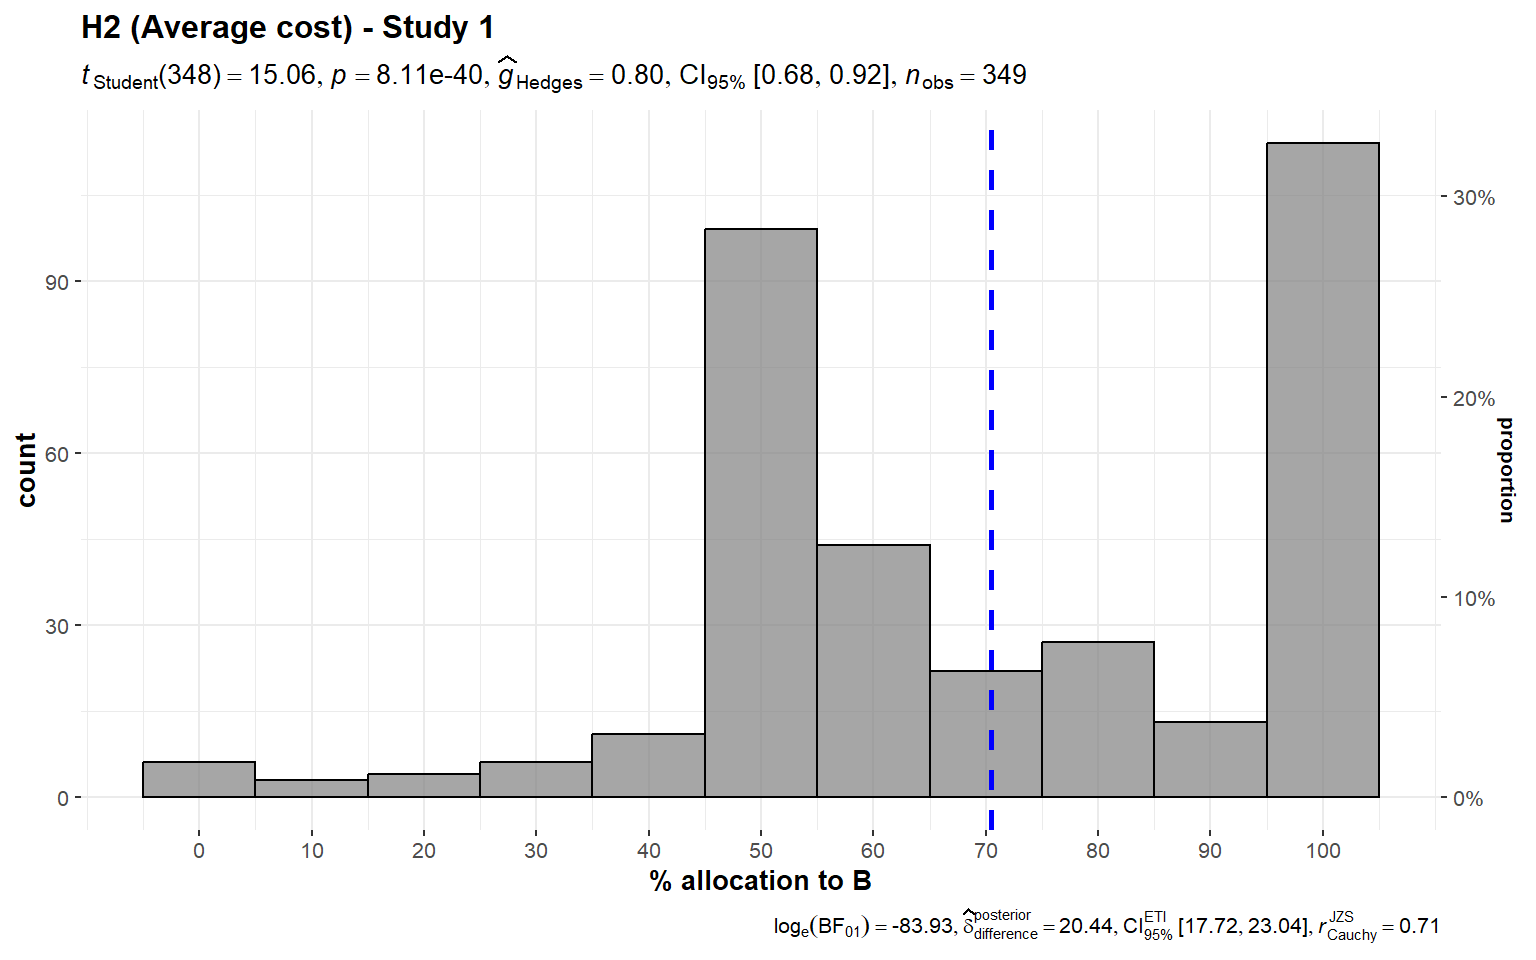 H2 (Average cost) - Study 1
t Student(348) = 15.06, p = 8.11e-40, ĝ Hedges = 0.80, CI95% [0.68, 0.92], n obs = 349
90
60
30
0
count
30%
20%
10%
0%
proportion
0 10 20 30 40 50 60 70 80 90 100
% allocation to B
log e(BF01) = -83.93, δ̂ posterior difference = 20.44, CI ETI 95% [17.72, 23.04], r JZS Cauchy = 0.71